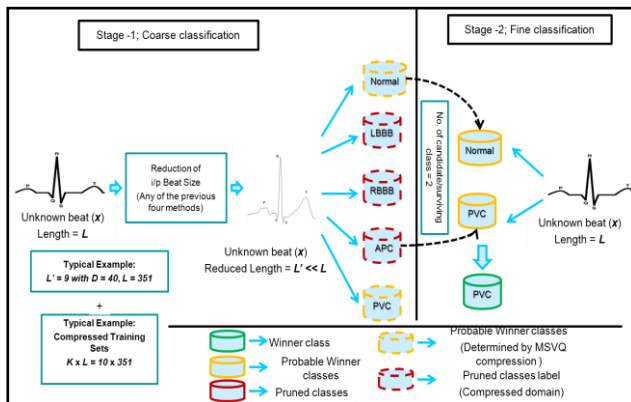 Stage -1; Coarse classification
Stage -2; Fine classification
Normal
LBBB
RBBB
APC
PVC
No. of candidate/surviving
class = 2
Normal
PVC
PVC
Reduction of
i/p Beat Size
(Any of the previous
four methods)
R
P
Q
S
T
Unknown beat (x)
Length = L
Unknown beat (x)
Reduced Length = L' << L
Unknown beat (x)
Length = L
Typical Example:
L' = 9 with D = 40, L = 351
+
Typical Example:
Compressed Training
Sets
K x L = 10 x 351
Winner class
Probable Winner
classes
Pruned classes
Probable Winner classes
(Determined by MSVQ
compression)
Pruned classes label
(Compressed domain)